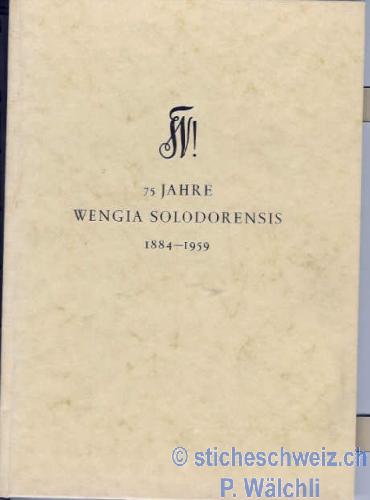 75 JAHRE
WENGIA SOLODORENSIS
1884–1959
© sticheschweiz.ch
P. Wälchli